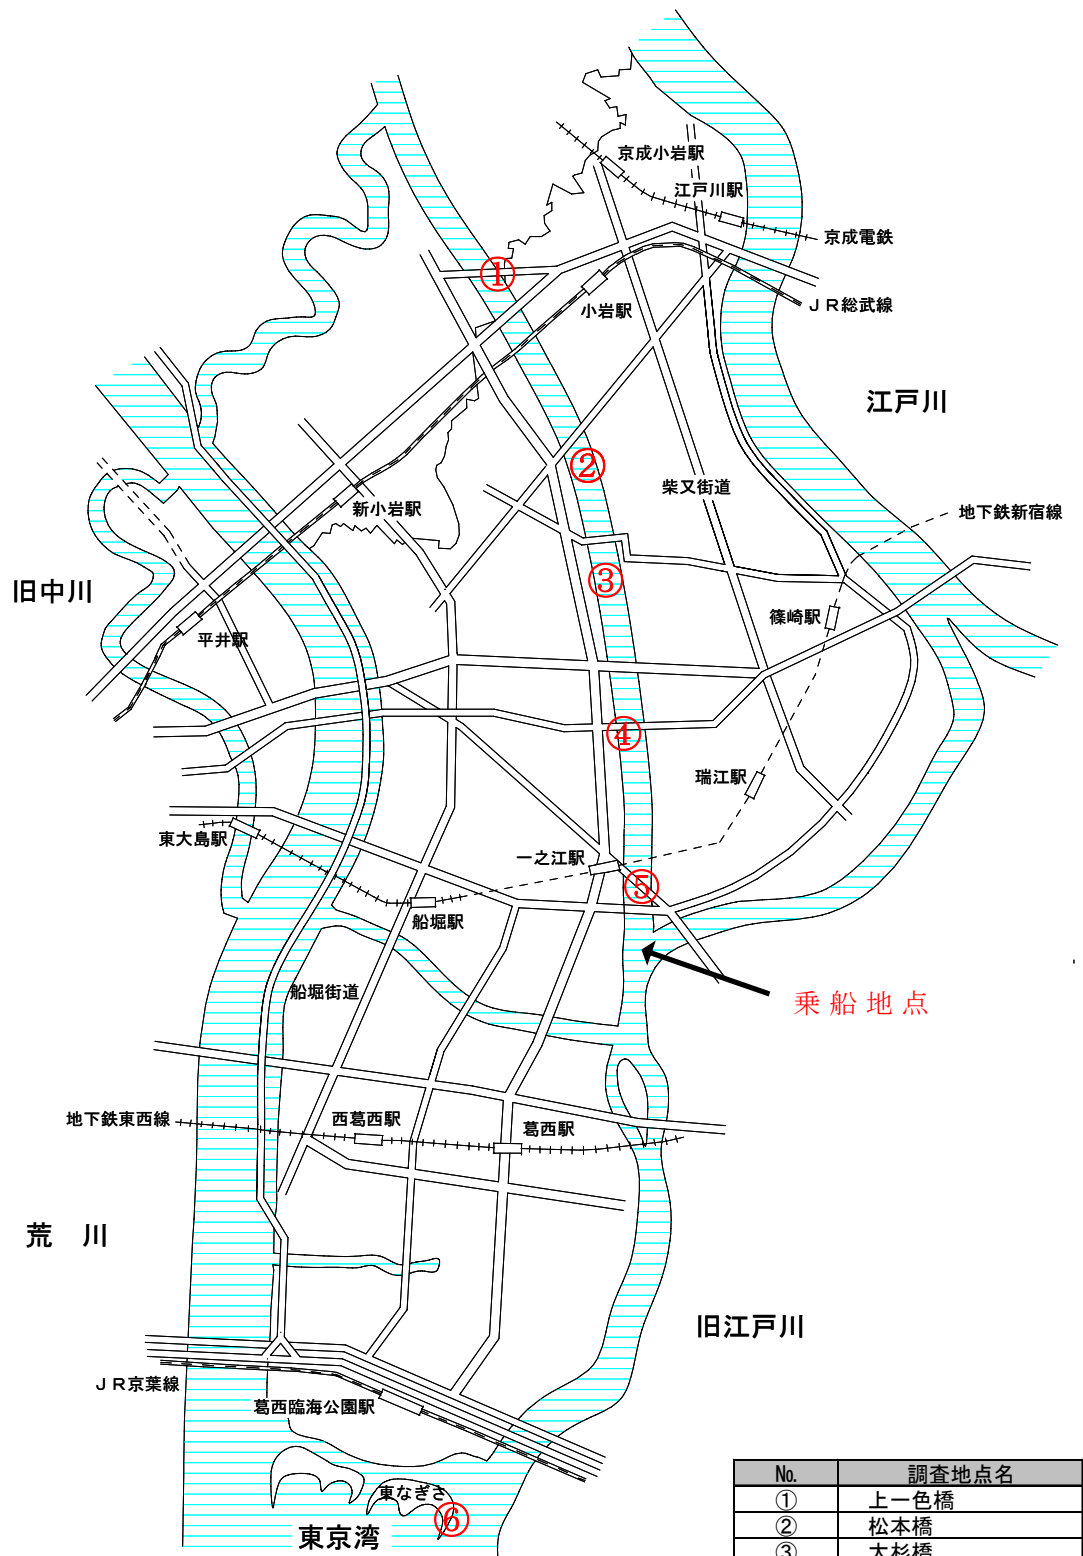 京成小岩駅
江戸川駅
京成電鉄
①
小岩駅
JR総武線
江戸川
②
柴又街道
新小岩駅
地下鉄新宿線
旧中川
③
篠崎駅
平井駅
④
瑞江駅
東大島駅
一之江駅
⑤
船堀駅
船堀街道
乗船地点
地下鉄東西線
西葛西駅
葛西駅
荒 川
旧江戸川
JR京葉線
葛西臨海公園駅
東なぎさ
⑥
東京湾
No. 調査地点名
① 上一色橋
② 松本橋
③ 大杉橋